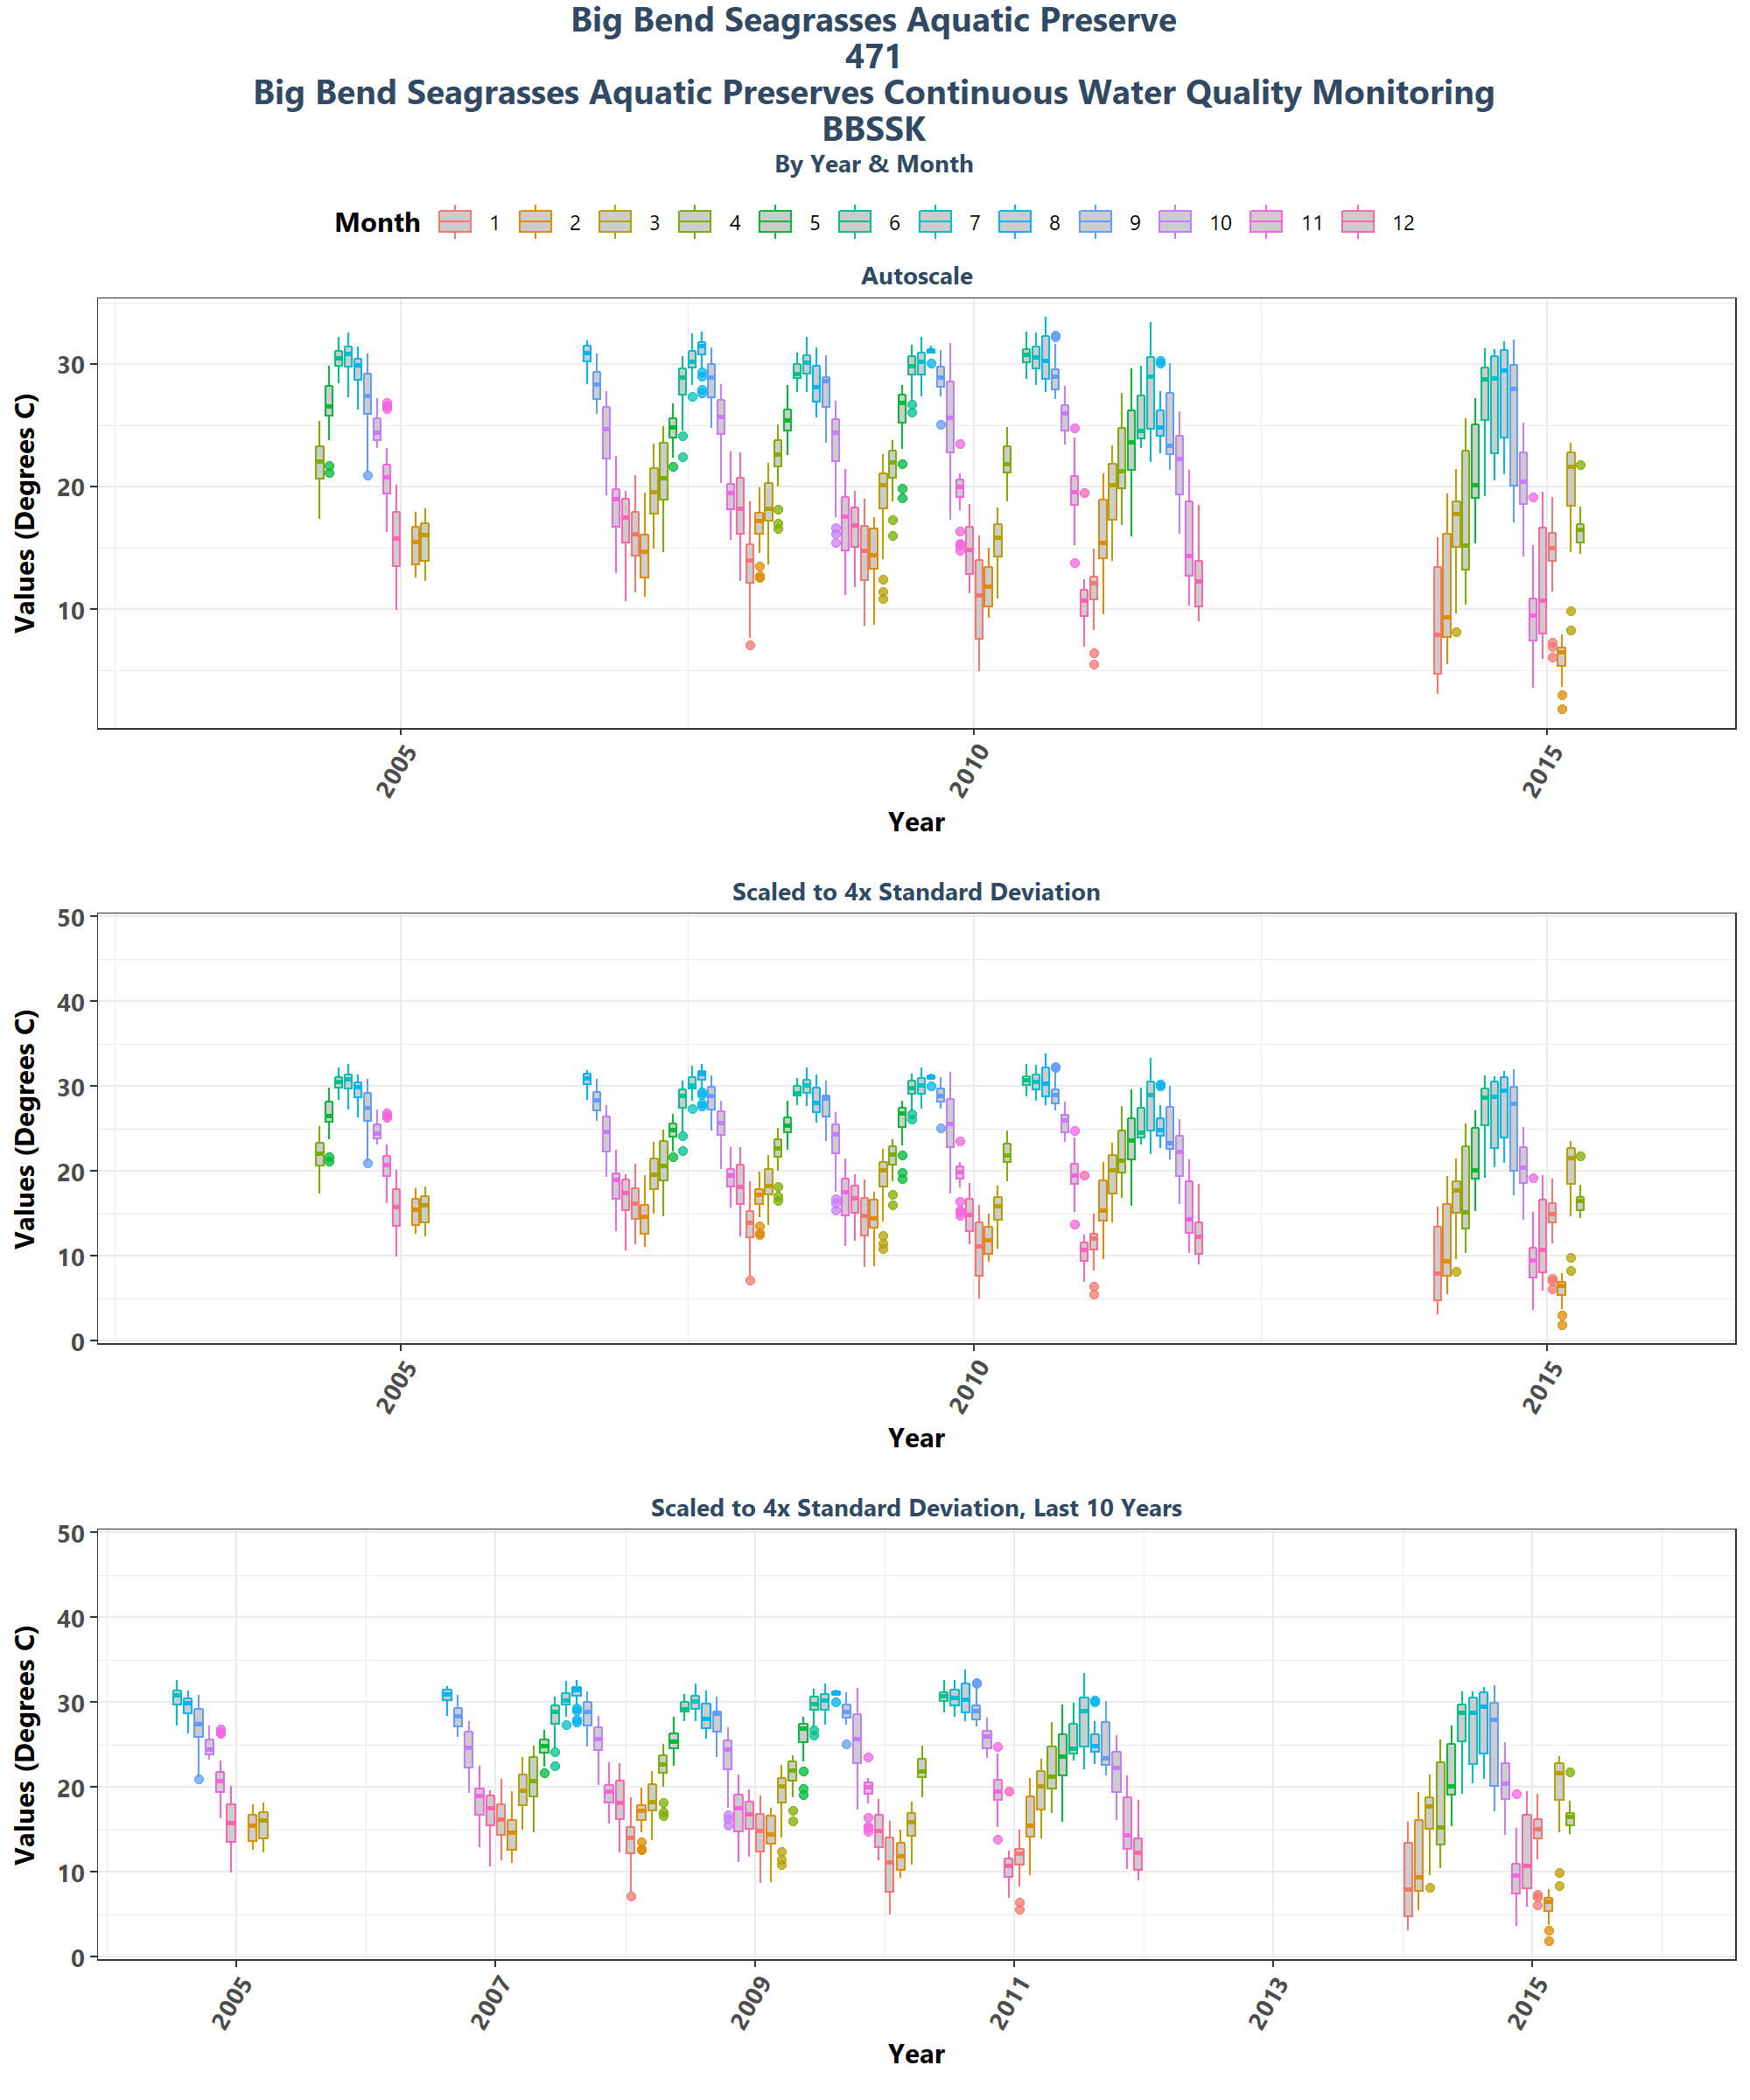 Big Bend Seagrasses Aquatic Preserve
471
Big Bend Seagrasses Aquatic Preserves Continuous Water Quality Monitoring
BBSSK
By Year & Month
Month 1 2 3 4 5 6 7 8 9 10 11 12
Autoscale
Values (Degrees C)
30
20
10
2005 2010 2015
Year
Scaled to 4x Standard Deviation
Values (Degrees C)
50
40
30
20
10
0
2005 2010 2015
Year
Scaled to 4x Standard Deviation, Last 10 Years
Values (Degrees C)
50
40
30
20
10
0
2005 2007 2009 2011 2013 2015
Year